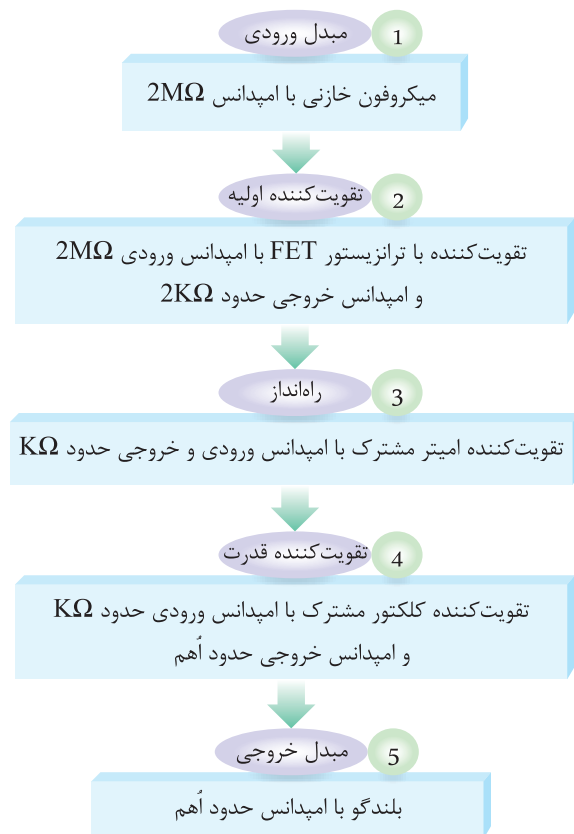 1 مبدل ورودی
میکروفون خازنی با امپدانس 2MΩ
2 تقویت‌کننده اولیه
تقویت‌کننده با ترانزیستور FET با امپدانس ورودی 2MΩ
و امپدانس خروجی حدود 2KΩ
3 راه‌انداز
تقویت‌کننده امیتر مشترک با امپدانس ورودی و خروجی حدود KΩ
4 تقویت‌کننده قدرت
تقویت‌کننده کلکتور مشترک با امپدانس ورودی حدود KΩ
و امپدانس خروجی حدود اُهم
5 مبدل خروجی
بلندگو با امپدانس حدود اُهم